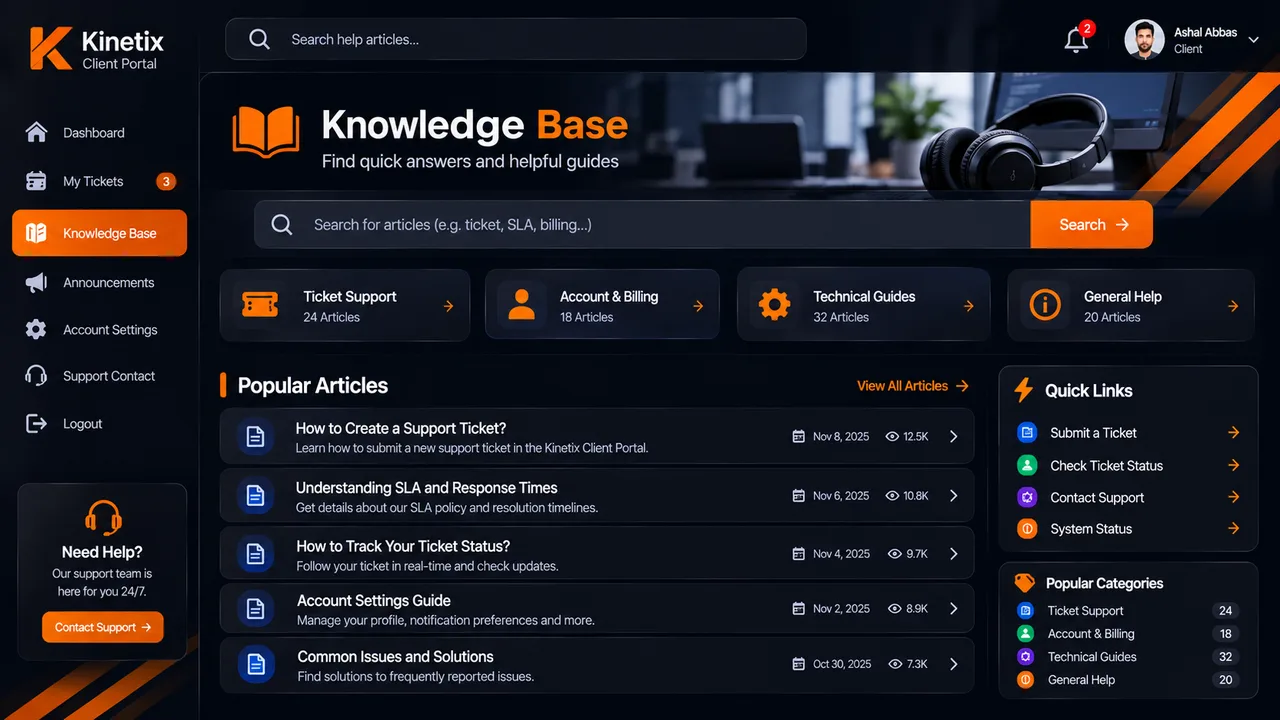 Kinetix
Client Portal
Search help articles...
2
Ashal Abbas
Client
Dashboard
My Tickets
3
Knowledge Base
Announcements
Account Settings
Support Contact
Logout
Need Help?
Our support team is
here for you 24/7.
Contact Support →
Knowledge Base
Find quick answers and helpful guides
Search for articles (e.g. ticket, SLA, billing...)
Search →
Ticket Support
24 Articles
→
Account & Billing
18 Articles
→
Technical Guides
32 Articles
→
General Help
20 Articles
→
Popular Articles
View All Articles →
How to Create a Support Ticket?
Learn how to submit a new support ticket in the Kinetix Client Portal.
Nov 8, 2025 12.5K
Understanding SLA and Response Times
Get details about our SLA policy and resolution timelines.
Nov 6, 2025 10.8K
How to Track Your Ticket Status?
Follow your ticket in real-time and check updates.
Nov 4, 2025 9.7K
Account Settings Guide
Manage your profile, notification preferences and more.
Nov 2, 2025 8.9K
Common Issues and Solutions
Find solutions to frequently reported issues.
Oct 30, 2025 7.3K
Quick Links
Submit a Ticket →
Check Ticket Status →
Contact Support →
System Status →
Popular Categories
Ticket Support 24
Account & Billing 18
Technical Guides 32
General Help 20